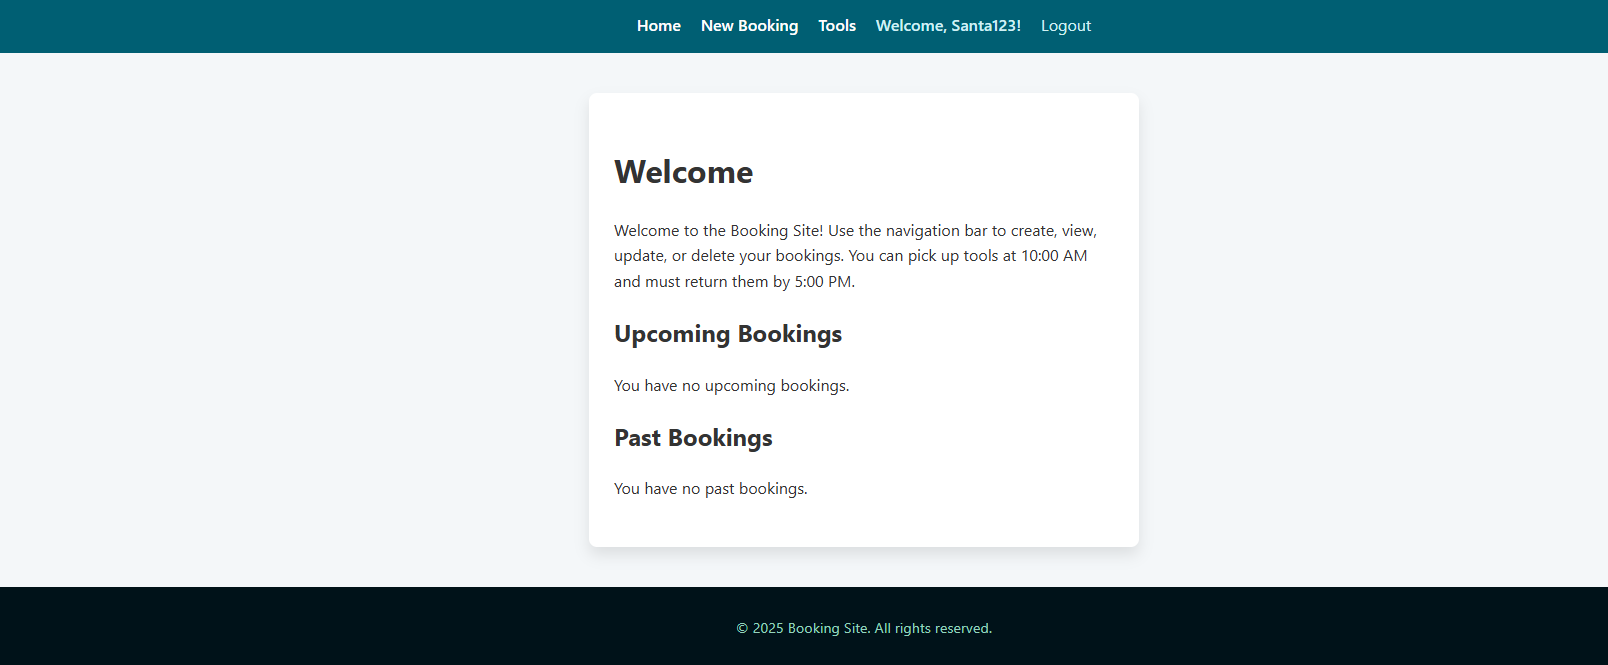 Home New Booking Tools Welcome, Santa123! Logout
Welcome
Welcome to the Booking Site! Use the navigation bar to create, view,
update, or delete your bookings. You can pick up tools at 10:00 AM
and must return them by 5:00 PM.
Upcoming Bookings
You have no upcoming bookings.
Past Bookings
You have no past bookings.
© 2025 Booking Site. All rights reserved.